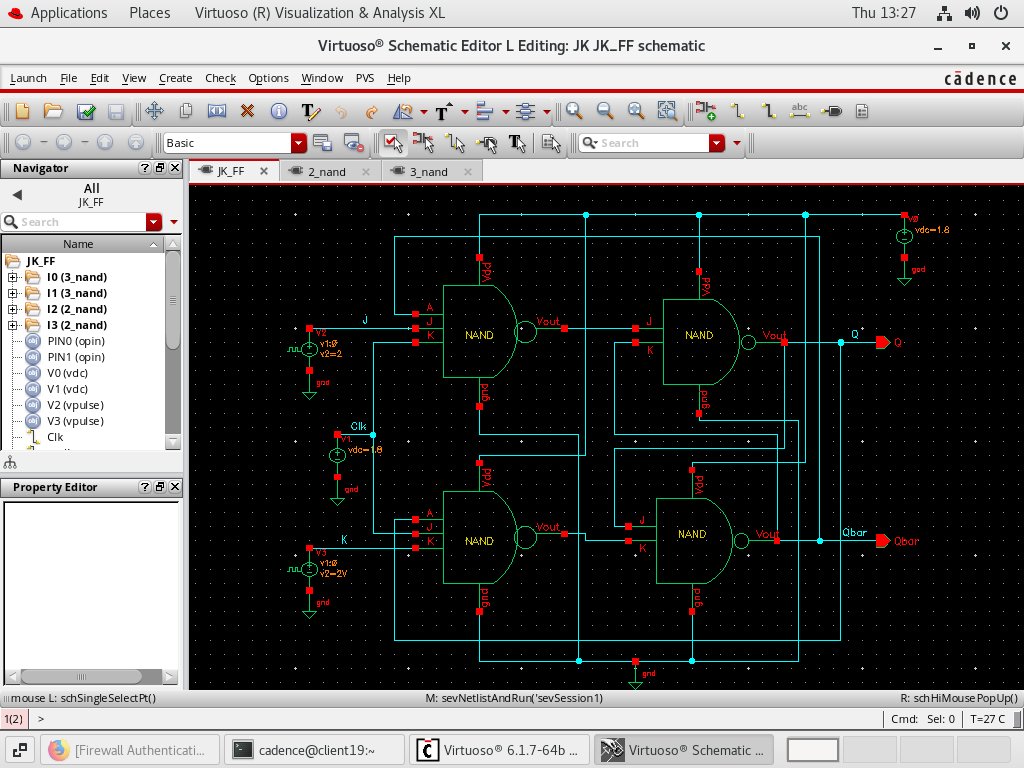 Applications Places Virtuoso (R) Visualization & Analysis XL Thu 13:27
Virtuoso® Schematic Editor L Editing: JK JK_FF schematic
Launch File Edit View Create Check Options Window PVS Help cādence
abc
Basic Search
Navigator ? JK_FF 2_nand 3_nand
All
JK_FF
Search
Name
JK_FF
I0 (3_nand)
I1 (3_nand)
I2 (2_nand)
I3 (2_nand)
PIN0 (opin)
PIN1 (opin)
V0 (vdc)
V1 (vdc)
V2 (vpulse)
V3 (vpulse)
Clk
Property Editor ?
V0
vdc=1.8
gnd
Vdd
Vdd
A
J
K
NAND
Vout
gnd
J
V2
v1:0
v2=2
gnd
J
K
NAND
Vout
gnd
Q
Q
Clk
V1
vdc=1.8
gnd
Vdd
Vdd
A
J
K
NAND
Vout
gnd
K
V3
v1:0
v2=2V
gnd
J
K
NAND
Vout
gnd
Qbar
Qbar
gnd
mouse L: schSingleSelectPt() M: sevNetlistAndRun('sevSession1) R: schHiMousePopUp()
1(2) > Cmd: Sel: 0 T=27 C
[Firewall Authenticati... cadence@client19:~ Virtuoso® 6.1.7-64b ... Virtuoso® Schematic ...